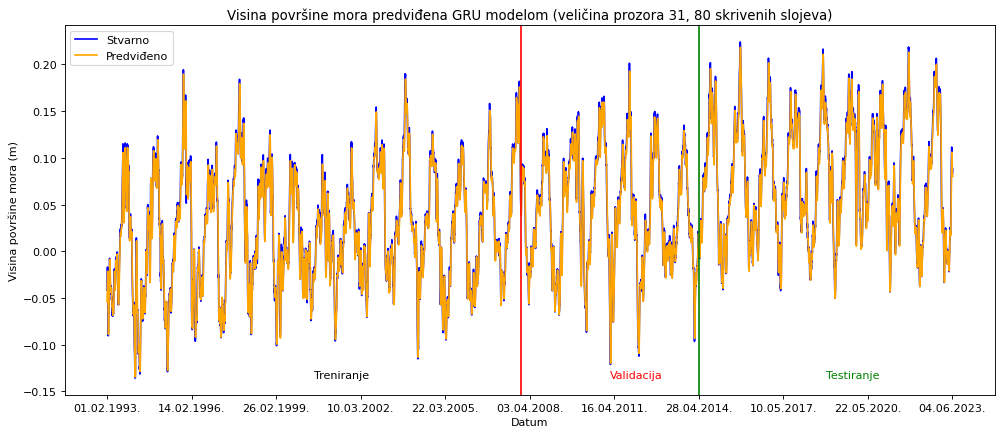 Visina površine mora predviđena GRU modelom (veličina prozora 31, 80 skrivenih slojeva)
Stvarno
Predviđeno
Visina površine mora (m)
0.20
0.15
0.10
0.05
0.00
−0.05
−0.10
−0.15
Treniranje
Validacija
Testiranje
01.02.1993.
14.02.1996.
26.02.1999.
10.03.2002.
22.03.2005.
03.04.2008.
16.04.2011.
28.04.2014.
10.05.2017.
22.05.2020.
04.06.2023.
Datum